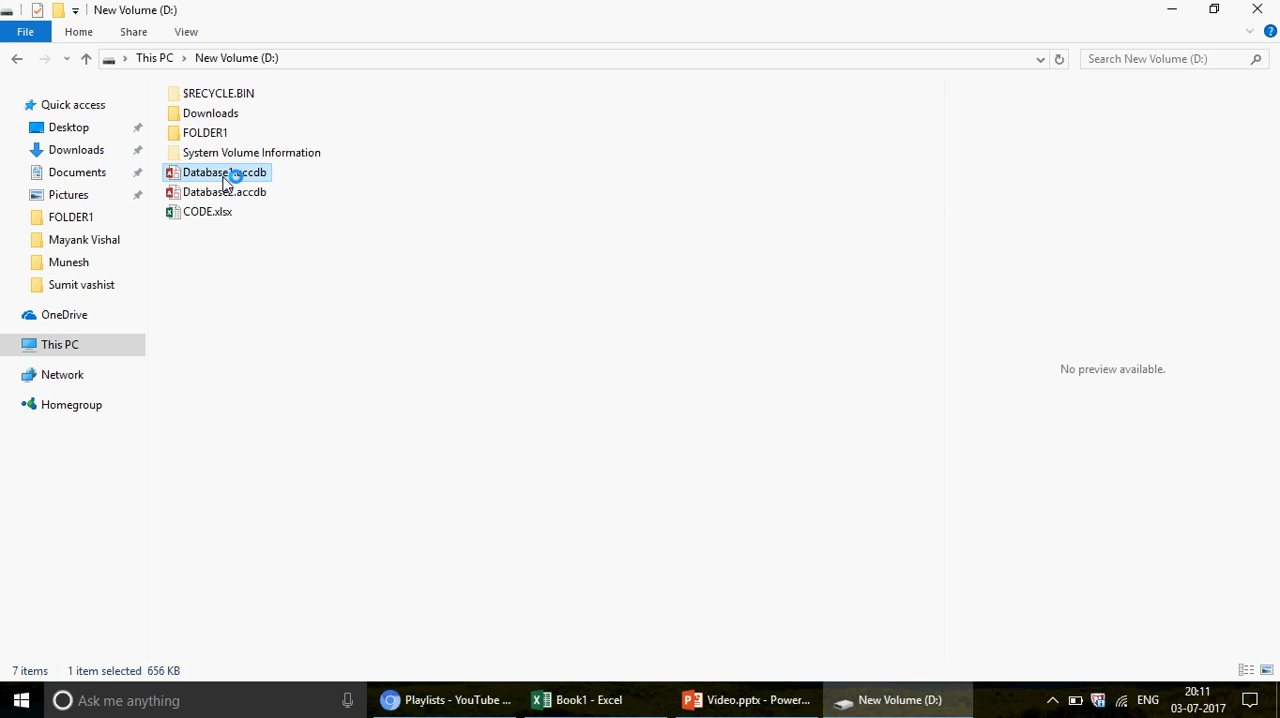 New Volume (D:)
File Home Share View
This PC New Volume (D:) Search New Volume (D:)
Quick access
Desktop
Downloads
Documents
Pictures
FOLDER1
Mayank Vishal
Munesh
Sumit vashist
OneDrive
This PC
Network
Homegroup
$RECYCLE.BIN
Downloads
FOLDER1
System Volume Information
Database1.accdb
Database2.accdb
CODE.xlsx
No preview available.
7 items 1 item selected 656 KB
Ask me anything Playlists - YouTube ... Book1 - Excel Video.pptx - Power... New Volume (D:) ENG 20:11
03-07-2017